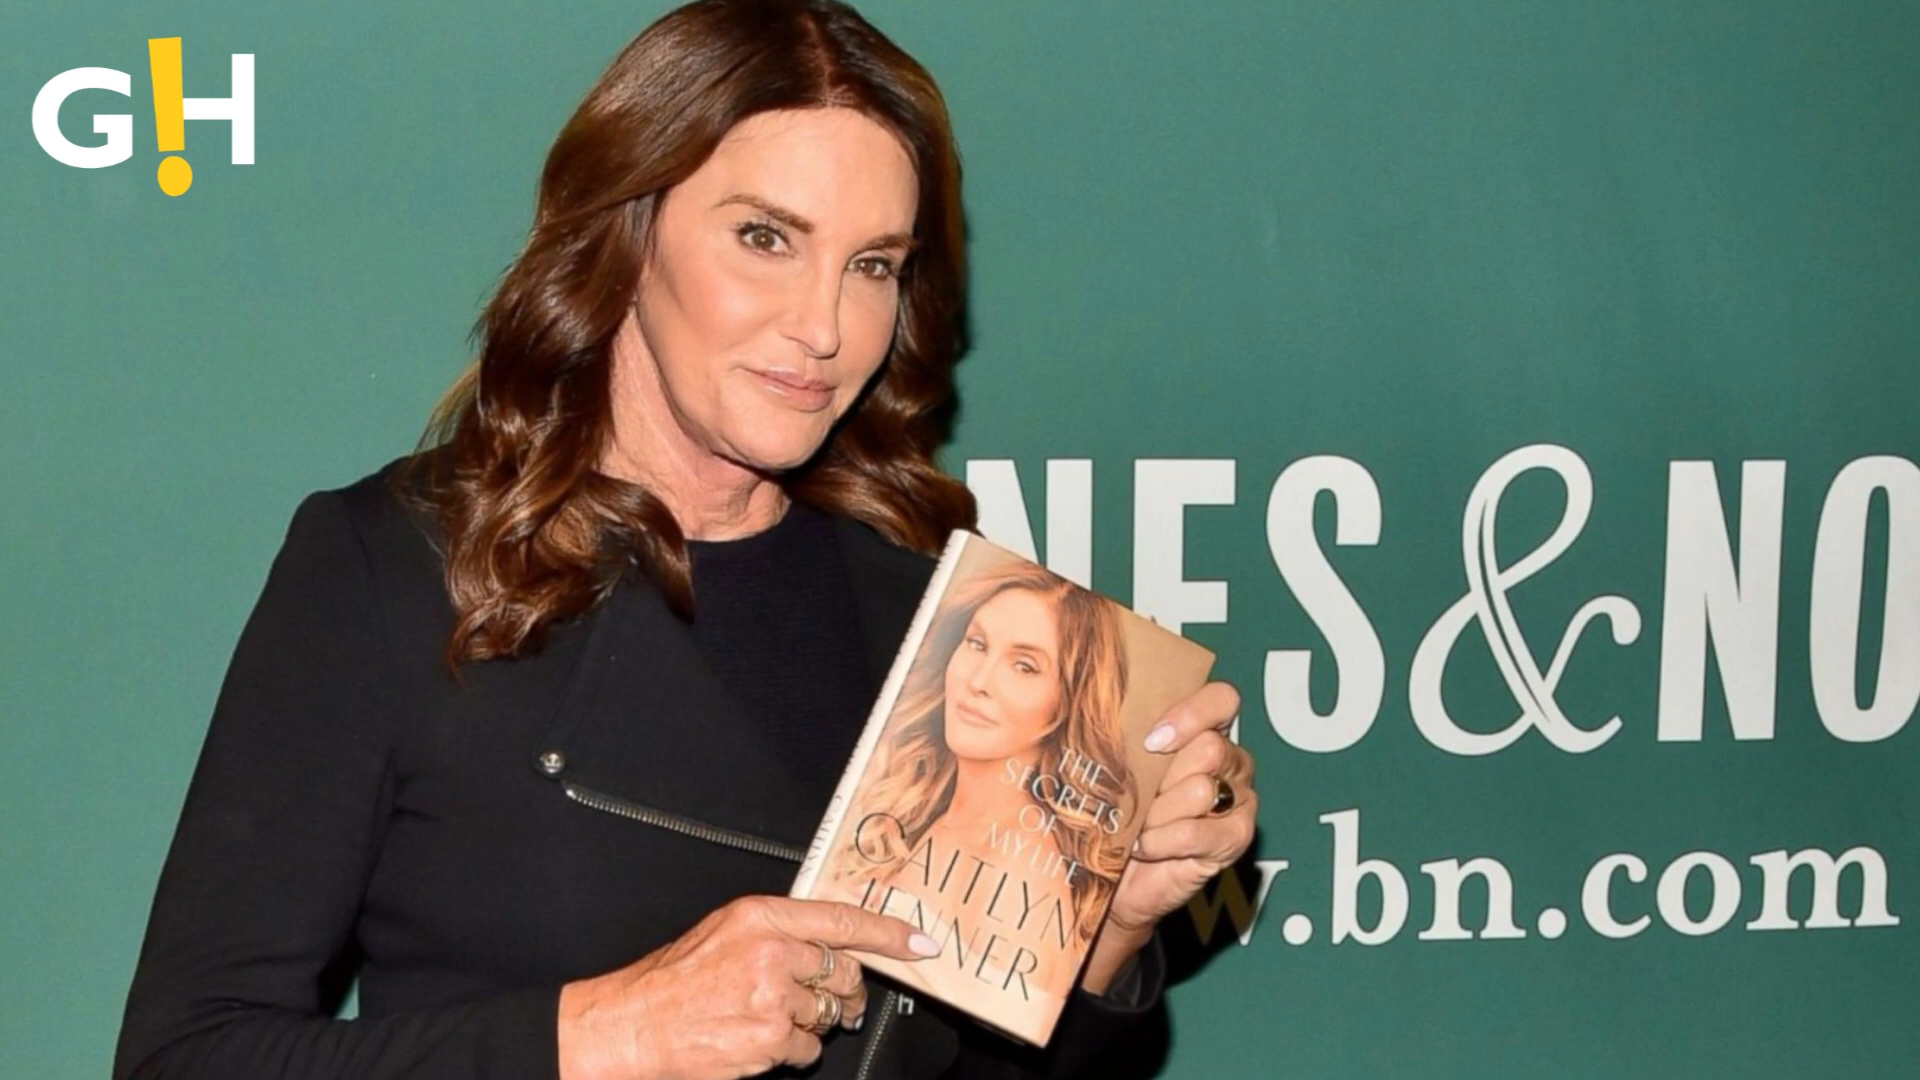 G!H
NES & NO
w.bn.com
THE
SECRETS
OF
MY LIFE
CAITLYN
JENNER